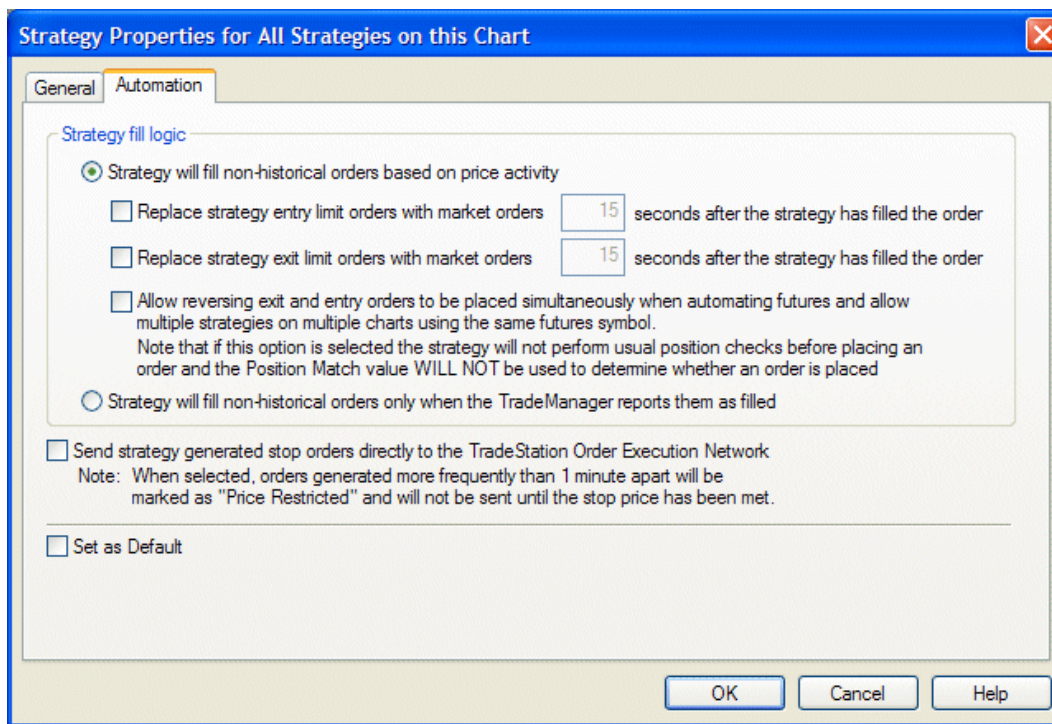 Strategy Properties for All Strategies on this Chart
General
Automation
Strategy fill logic
Strategy will fill non-historical orders based on price activity
Replace strategy entry limit orders with market orders 15 seconds after the strategy has filled the order
Replace strategy exit limit orders with market orders 15 seconds after the strategy has filled the order
Allow reversing exit and entry orders to be placed simultaneously when automating futures and allow
multiple strategies on multiple charts using the same futures symbol.
Note that if this option is selected the strategy will not perform usual position checks before placing an
order and the Position Match value WILL NOT be used to determine whether an order is placed
Strategy will fill non-historical orders only when the TradeManager reports them as filled
Send strategy generated stop orders directly to the TradeStation Order Execution Network
Note: When selected, orders generated more frequently than 1 minute apart will be
marked as "Price Restricted" and will not be sent until the stop price has been met.
Set as Default
OK
Cancel
Help